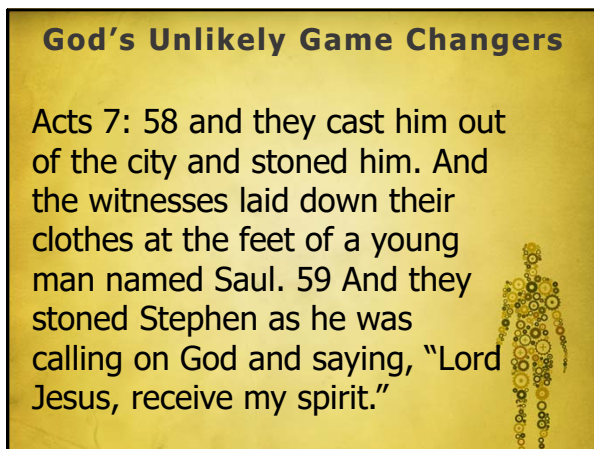 God’s Unlikely Game Changers
Acts 7: 58 and they cast him out
of the city and stoned him. And
the witnesses laid down their
clothes at the feet of a young
man named Saul. 59 And they
stoned Stephen as he was
calling on God and saying, “Lord
Jesus, receive my spirit.”